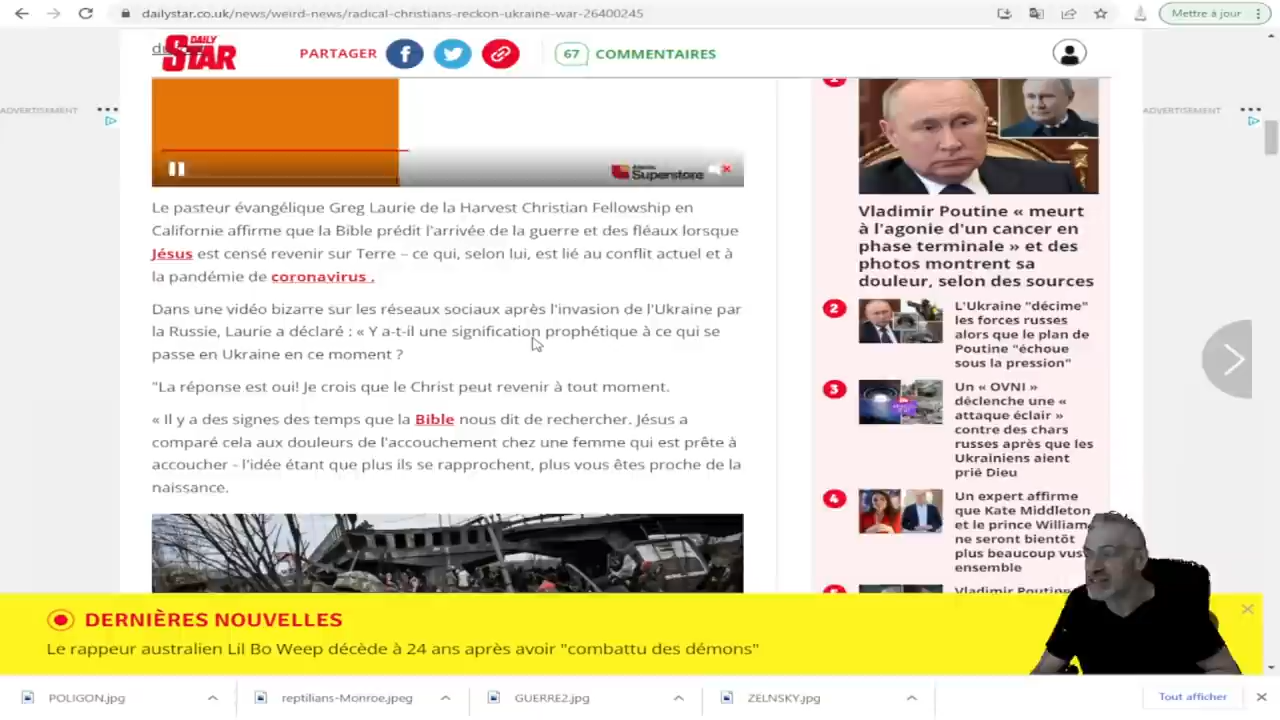 dailystar.co.uk/news/weird-news/radical-christians-reckon-ukraine-war-26400245
Mettre à jour
DAILY
STAR
PARTAGER
67 COMMENTAIRES
ADVERTISEMENT
ADVERTISEMENT
Superstore
Le pasteur évangélique Greg Laurie de la Harvest Christian Fellowship en
Californie affirme que la Bible prédit l'arrivée de la guerre et des fléaux lorsque
Jésus est censé revenir sur Terre – ce qui, selon lui, est lié au conflit actuel et à
la pandémie de coronavirus .
Dans une vidéo bizarre sur les réseaux sociaux après l'invasion de l'Ukraine par
la Russie, Laurie a déclaré : « Y a-t-il une signification prophétique à ce qui se
passe en Ukraine en ce moment ?
"La réponse est oui! Je crois que le Christ peut revenir à tout moment.
« Il y a des signes des temps que la Bible nous dit de rechercher. Jésus a
comparé cela aux douleurs de l'accouchement chez une femme qui est prête à
accoucher - l'idée étant que plus ils se rapprochent, plus vous êtes proche de la
naissance.
1
Vladimir Poutine « meurt
à l'agonie d'un cancer en
phase terminale » et des
photos montrent sa
douleur, selon des sources
2
L'Ukraine "décime"
les forces russes
alors que le plan de
Poutine "échoue
sous la pression"
3
Un « OVNI »
déclenche une «
attaque éclair »
contre des chars
russes après que les
Ukrainiens aient
prié Dieu
4
Un expert affirme
que Kate Middleton
et le prince William
ne seront bientôt
plus beaucoup vus
ensemble
Vladimir Poutine
DERNIÈRES NOUVELLES
Le rappeur australien Lil Bo Weep décède à 24 ans après avoir "combattu des démons"
POLIGON.jpg
reptilians-Monroe.jpeg
GUERRE2.jpg
ZELNSKY.jpg
Tout afficher